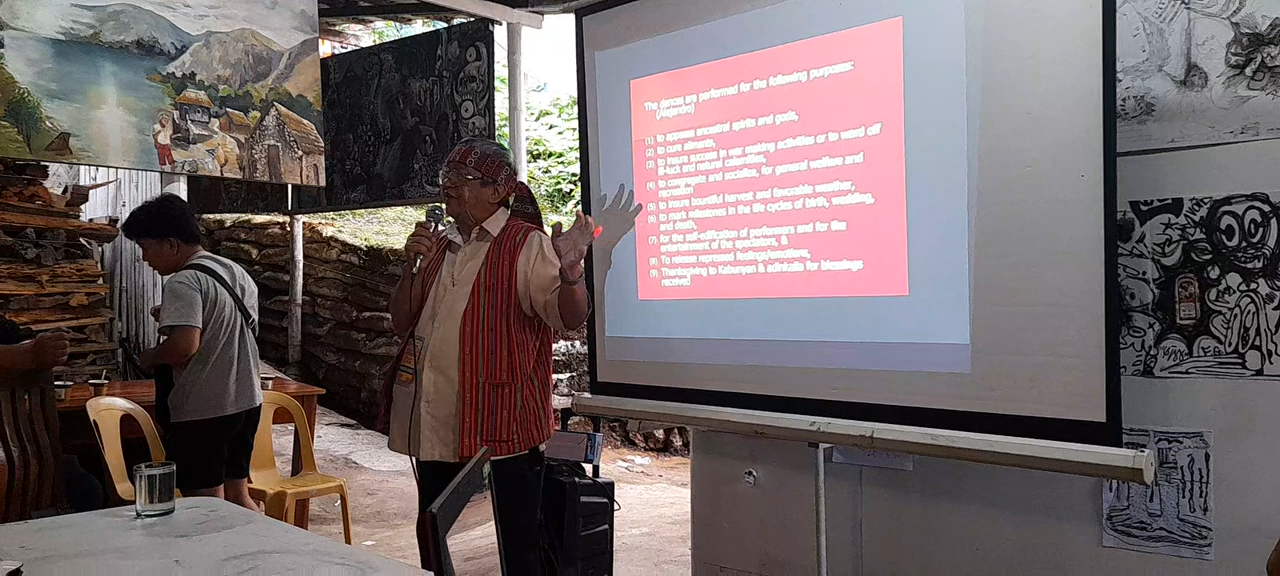 The dances are performed for the following purposes:
(Alejandro)
(1) to appease ancestral spirits and gods,
(2) to cure ailments,
(3) to insure success in war making activities or to ward off
ill-luck and natural calamities,
(4) to congregate and socialize, for general welfare and
recreation
(5) to insure bountiful harvest and favorable weather,
(6) to mark milestones in the life cycles of birth, wedding,
and death,
(7) for the self-edification of performers and for the
entertainment of the spectators, &
(8) To release repressed feelings/emotions,
(9) Thanksgiving to Kabunyan & adinkaila for blessings
received